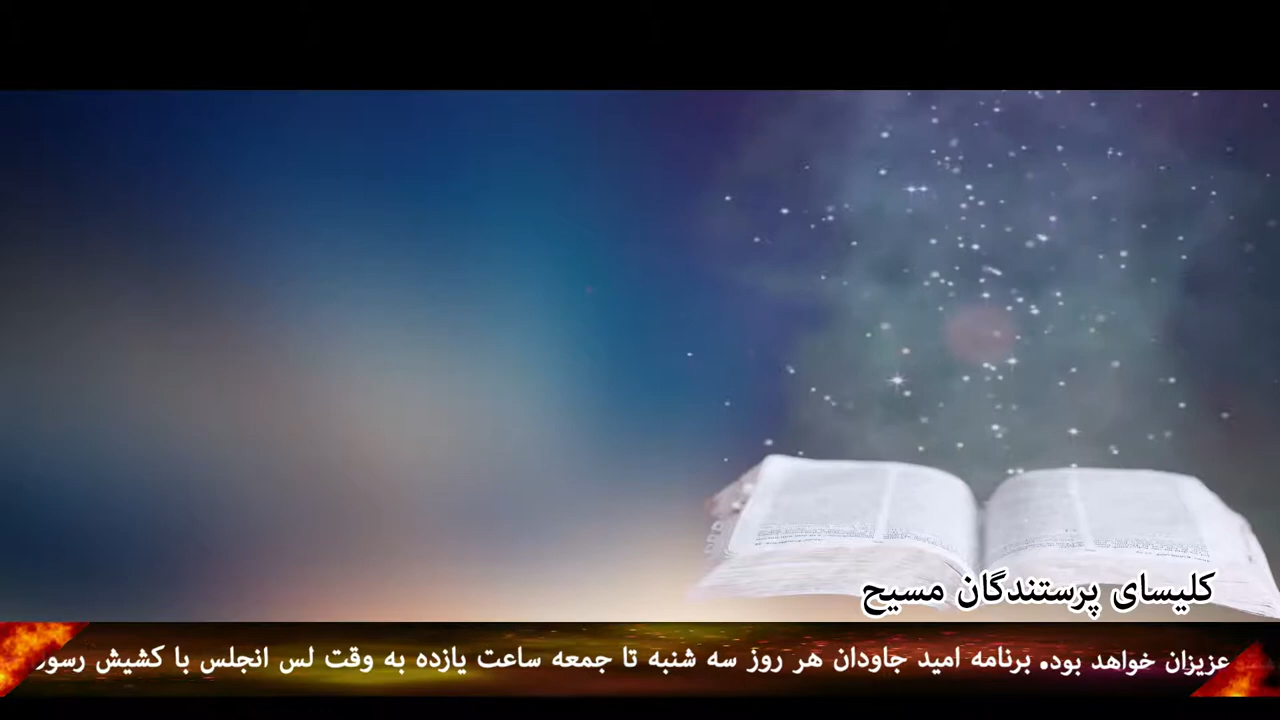 کلیسای پرستندگان مسیح
عزیزان خواهد بود. برنامه امید جاودان هر روز سه شنبه تا جمعه ساعت یازده به وقت لس انجلس با کشیش